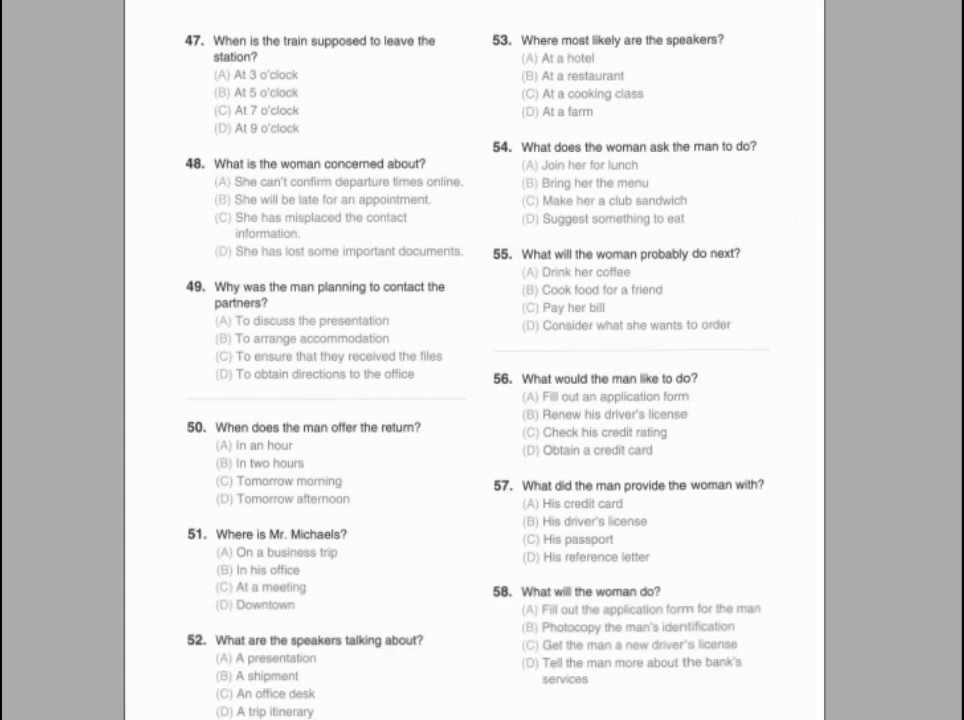 47. When is the train supposed to leave the
station?
(A) At 3 o'clock
(B) At 5 o'clock
(C) At 7 o'clock
(D) At 9 o'clock
48. What is the woman concerned about?
(A) She can't confirm departure times online.
(B) She will be late for an appointment.
(C) She has misplaced the contact
information.
(D) She has lost some important documents.
49. Why was the man planning to contact the
partners?
(A) To discuss the presentation
(B) To arrange accommodation
(C) To ensure that they received the files
(D) To obtain directions to the office
50. When does the man offer the return?
(A) In an hour
(B) In two hours
(C) Tomorrow morning
(D) Tomorrow afternoon
51. Where is Mr. Michaels?
(A) On a business trip
(B) In his office
(C) At a meeting
(D) Downtown
52. What are the speakers talking about?
(A) A presentation
(B) A shipment
(C) An office desk
(D) A trip itinerary
53. Where most likely are the speakers?
(A) At a hotel
(B) At a restaurant
(C) At a cooking class
(D) At a farm
54. What does the woman ask the man to do?
(A) Join her for lunch
(B) Bring her the menu
(C) Make her a club sandwich
(D) Suggest something to eat
55. What will the woman probably do next?
(A) Drink her coffee
(B) Cook food for a friend
(C) Pay her bill
(D) Consider what she wants to order
56. What would the man like to do?
(A) Fill out an application form
(B) Renew his driver's license
(C) Check his credit rating
(D) Obtain a credit card
57. What did the man provide the woman with?
(A) His credit card
(B) His driver's license
(C) His passport
(D) His reference letter
58. What will the woman do?
(A) Fill out the application form for the man
(B) Photocopy the man's identification
(C) Get the man a new driver's license
(D) Tell the man more about the bank's
services